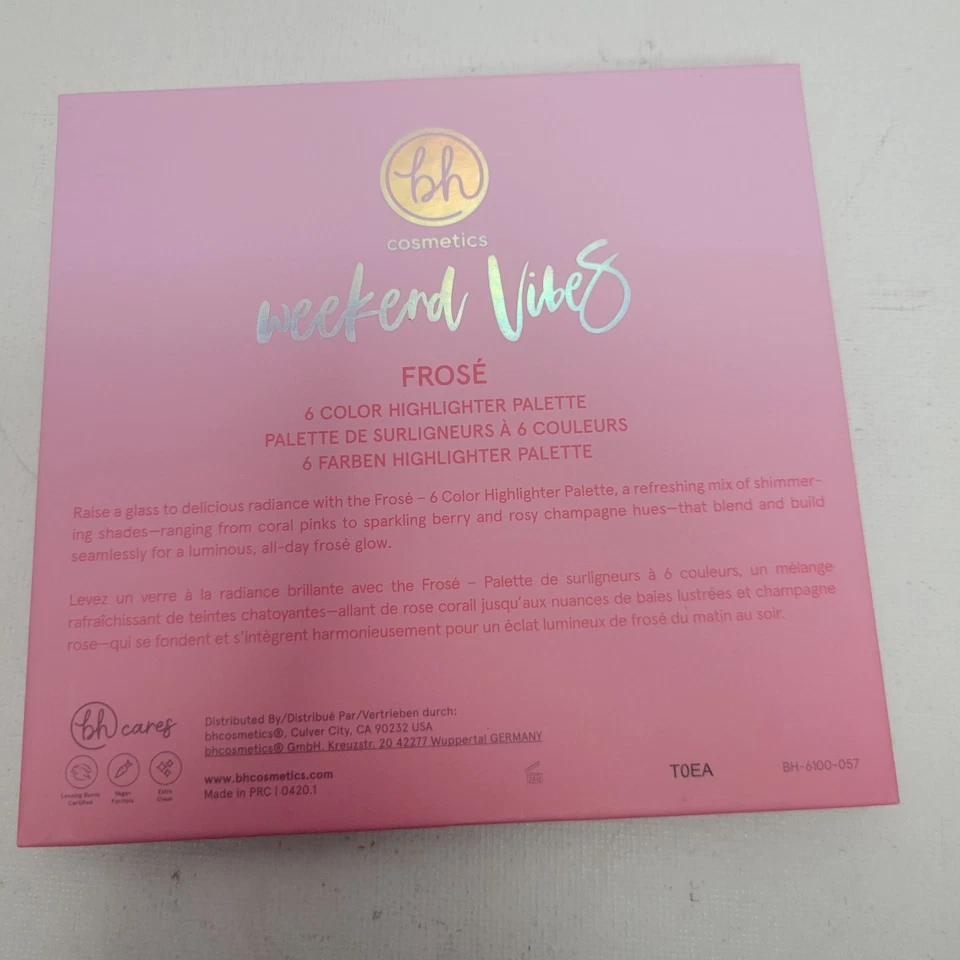 bh
cosmetics
weekend Vibes
FROSÉ
6 COLOR HIGHLIGHTER PALETTE
PALETTE DE SURLIGNEURS À 6 COULEURS
6 FARBEN HIGHLIGHTER PALETTE
Raise a glass to delicious radiance with the Frosé – 6 Color Highlighter Palette, a refreshing mix of shimmer-
ing shades—ranging from coral pinks to sparkling berry and rosy champagne hues—that blend and build
seamlessly for a luminous, all-day frosé glow.
Levez un verre à la radiance brillante avec the Frosé – Palette de surligneurs à 6 couleurs, un mélange
rafraîchissant de teintes chatoyantes—allant de rose corail jusqu'aux nuances de baies lustrées et champagne
rose—qui se fondent et s'intègrent harmonieusement pour un éclat lumineux de frosé du matin au soir.
bh cares
Leaping Bunny Certified
Vegan Formula
Extra Clean
Distributed By/Distribué Par/Vertrieben durch:
bhcosmetics®, Culver City, CA 90232 USA
bhcosmetics® GmbH, Kreuzstr. 20 42277 Wuppertal GERMANY
www.bhcosmetics.com
Made in PRC | 0420.1
T0EA
BH-6100-057